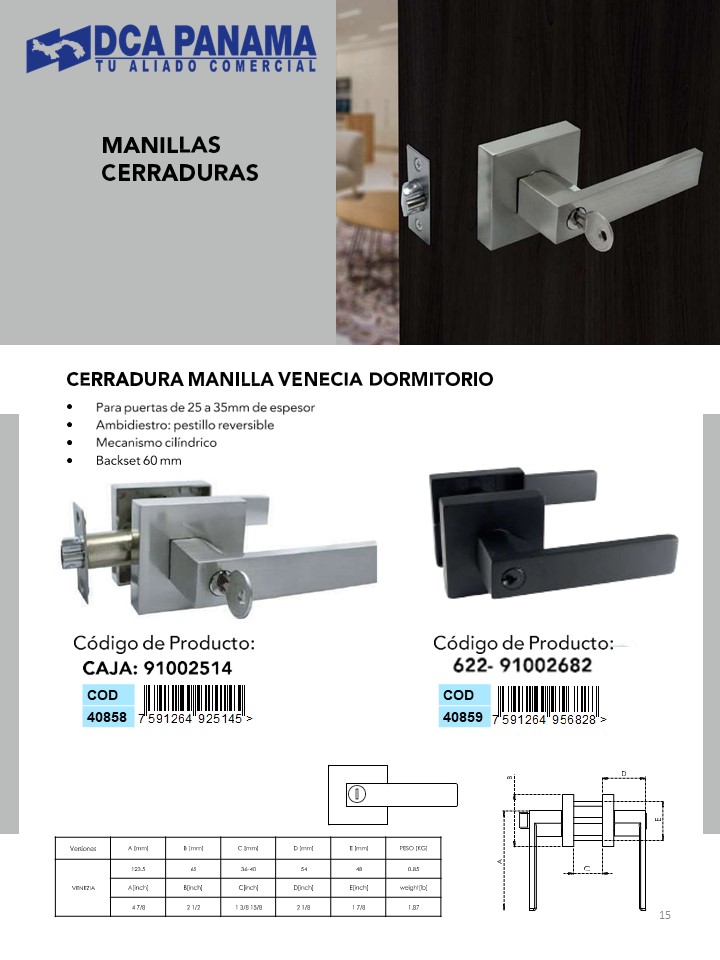 DCA PANAMA
TU ALIADO COMERCIAL
MANILLAS
CERRADURAS
CERRADURA MANILLA VENECIA DORMITORIO
• Para puertas de 25 a 35mm de espesor
• Ambidiestro: pestillo reversible
• Mecanismo cilíndrico
• Backset 60 mm
Código de Producto:
CAJA: 91002514
COD
40858
7 591264 925145 >
Código de Producto:
622- 91002682
COD
40859
7 591264 956828 >
Versiones A [mm] B [mm] C [mm] D [mm] E [mm] PESO [KG]
VENEZIA
123.5 65 36-40 54 48 0.85
A[inch] B[inch] C[inch] D[inch] E[inch] weight[lb]
4 7/8 2 1/2 1 3/8 15/8 2 1/8 1 7/8 1.87
A
B
C
D
E
15